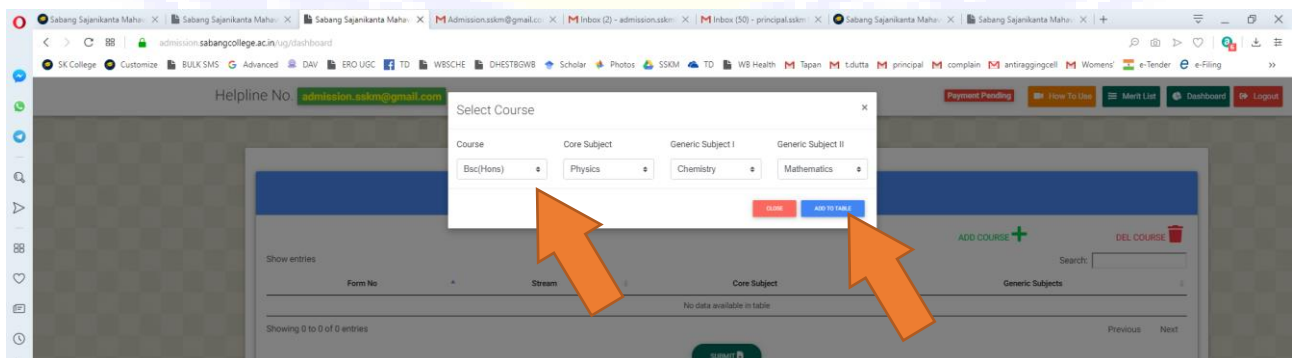 Sabang Sajanikanta Mahav Sabang Sajanikanta Mahav Sabang Sajanikanta Mahav Admission.sskm@gmail.co Inbox (2) - admission.sskm Inbox (50) - principal.sskm Sabang Sajanikanta Mahav Sabang Sajanikanta Mahav
admission.sabangcollege.ac.in/ug/dashboard
SK College Customize BULK SMS Advanced DAV ERO UGC TD WBSCHE DHESTBGWB Scholar Photos SSKM TD WB Health Tapan t.dutta principal complain antiraggingcell Womens' e-Tender e-Filing
Helpline No. admission.sskm@gmail.com Payment Pending How To Use Merit List Dashboard Logout
Select Course ×
Course Core Subject Generic Subject I Generic Subject II
Bsc(Hons) Physics Chemistry Mathematics
CLOSE ADD TO TABLE
ADD COURSE DEL COURSE
Show entries Search:
Form No Stream Core Subject Generic Subjects
No data available in table
Showing 0 to 0 of 0 entries Previous Next
SUBMIT